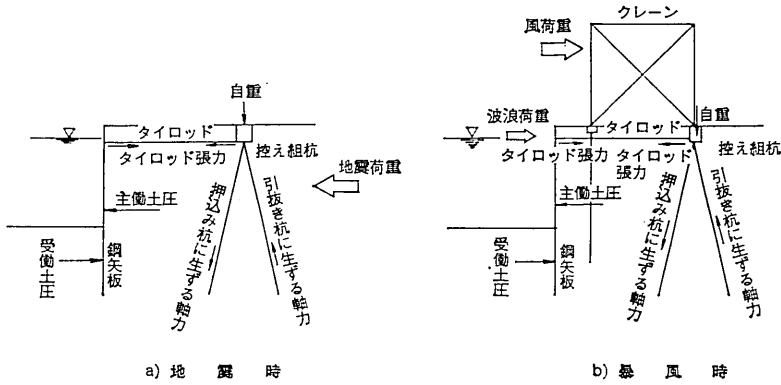 自重
タイロッド
タイロッド張力
控え組杭
地震荷重
主働土圧
受働土圧
鋼矢板
押込み杭に生ずる軸力
引抜き杭に生ずる軸力
a) 地 震 時
クレーン
風荷重
波浪荷重
自重
タイロッド
タイロッド張力
タイロッド
張力
控え組杭
主働土圧
受働土圧
鋼矢板
押込み杭に生ずる軸力
引抜き杭に生ずる軸力
b) 暴 風 時